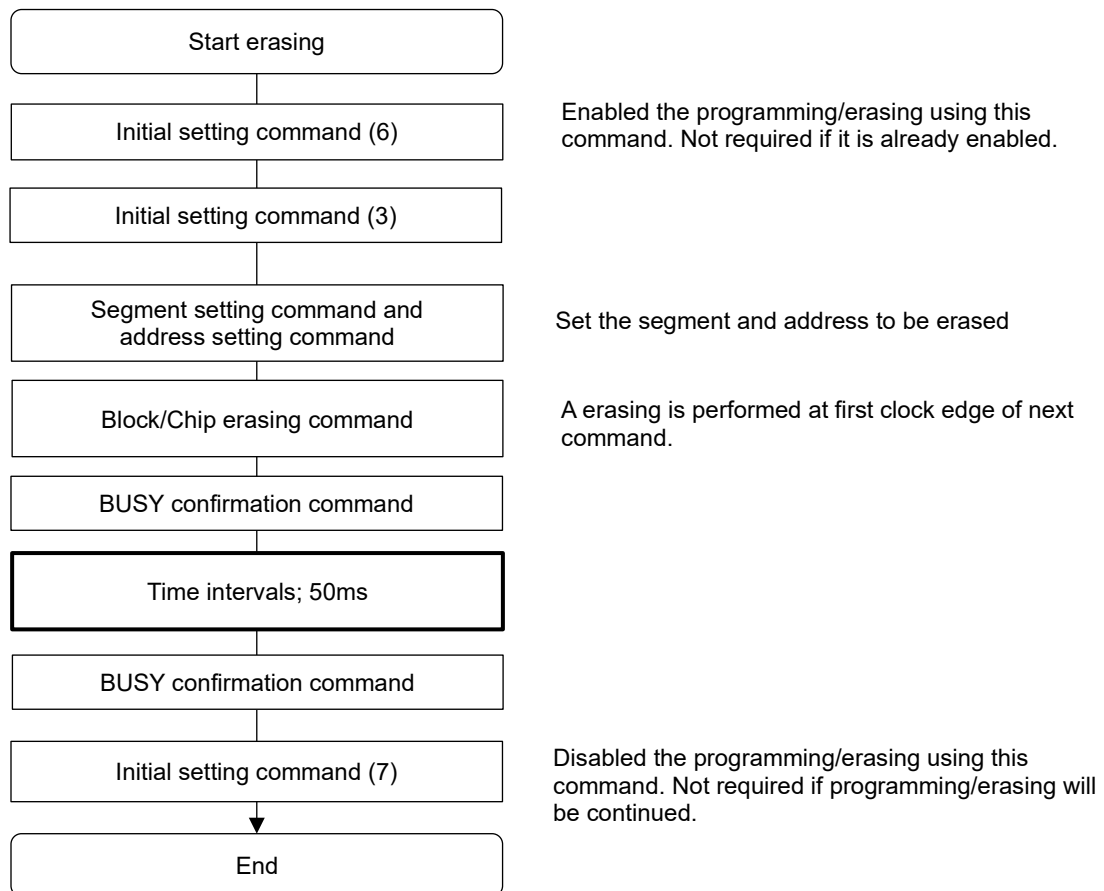 Start erasing
Initial setting command (6)
Enabled the programming/erasing using this
command. Not required if it is already enabled.
Initial setting command (3)
Segment setting command and
address setting command
Set the segment and address to be erased
Block/Chip erasing command
A erasing is performed at first clock edge of next
command.
BUSY confirmation command
Time intervals; 50ms
BUSY confirmation command
Initial setting command (7)
Disabled the programming/erasing using this
command. Not required if programming/erasing will
be continued.
End